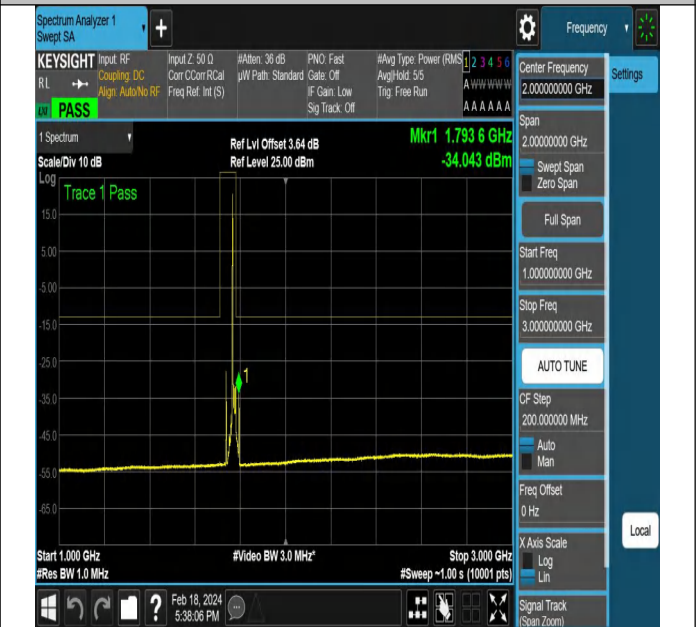 Spectrum Analyzer 1
Swept SA
Frequency
KEYSIGHT
RL
PASS
Input: RF
Coupling: DC
Align: Auto/No RF
Input Z: 50 Ω
Corr CCorr RCal
Freq Ref: Int (S)
#Atten: 36 dB
µW Path: Standard
PNO: Fast
Gate: Off
IF Gain: Low
Sig Track: Off
#Avg Type: Power (RMS
Avg|Hold: 5/5
Trig: Free Run
1 2 3 4 5 6
A W W W W W
A A A A A A
Center Frequency
2.000000000 GHz
Settings
Span
2.00000000 GHz
Swept Span
Zero Span
Full Span
Start Freq
1.000000000 GHz
Stop Freq
3.000000000 GHz
AUTO TUNE
CF Step
200.000000 MHz
Auto
Man
Freq Offset
0 Hz
X Axis Scale
Log
Lin
Signal Track
(Span Zoom)
Local
1 Spectrum
Scale/Div 10 dB
Ref Lvl Offset 3.64 dB
Ref Level 25.00 dBm
Mkr1 1.793 6 GHz
-34.043 dBm
Log
Trace 1 Pass
15.0
5.00
-5.00
-15.0
-25.0
1
-35.0
-45.0
-55.0
-65.0
Start 1.000 GHz
#Res BW 1.0 MHz
#Video BW 3.0 MHz*
Stop 3.000 GHz
#Sweep ~1.00 s (10001 pts)
?
Feb 18, 2024
5:38:06 PM